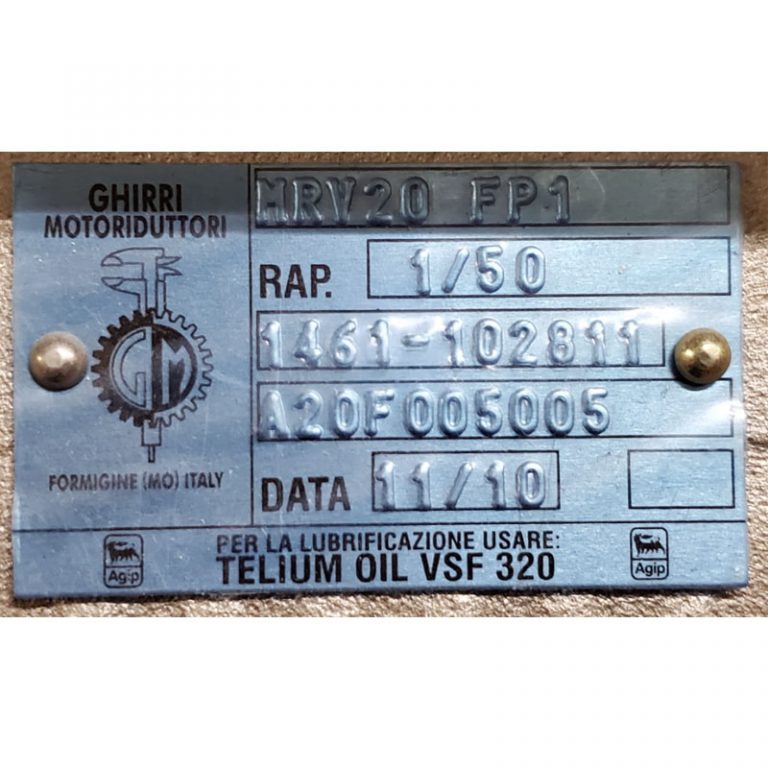 GHIRRI
MOTORIDUTTORI
GM
FORMIGINE (MO) ITALY
MRV20 FP1
RAP. 1/50
1461-102811
A20F005005
DATA 11/10
PER LA LUBRIFICAZIONE USARE:
TELIUM OIL VSF 320
Agip
Agip